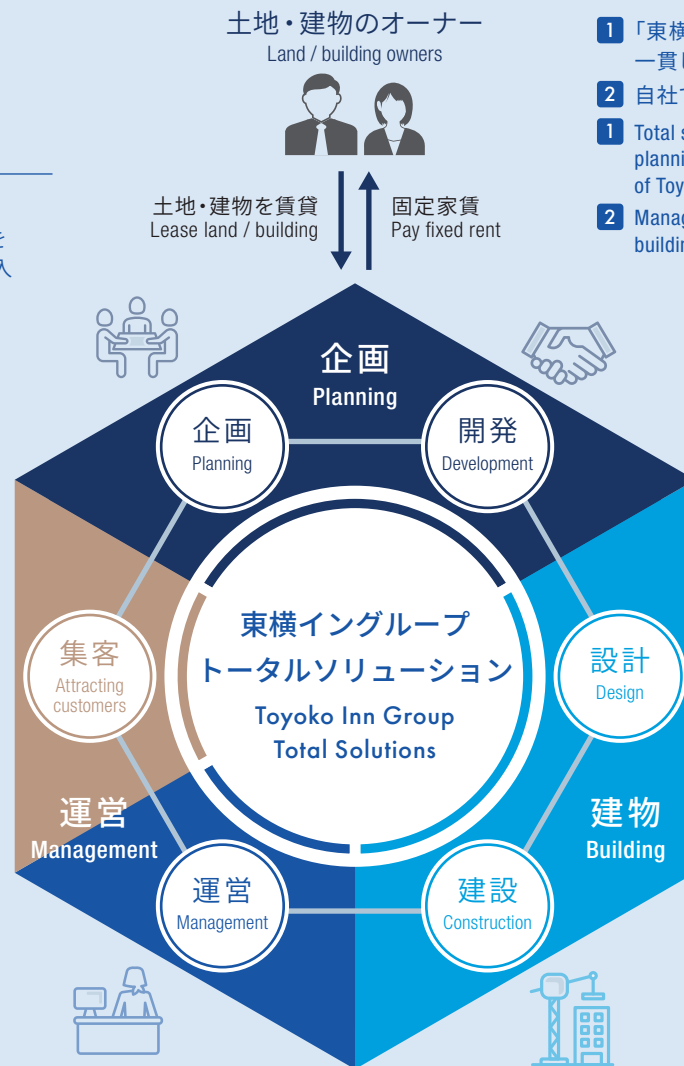 土地・建物のオーナー
Land / building owners
土地・建物を賃貸
Lease land / building
固定家賃
Pay fixed rent
1 「東横
一貫し
2 自社で
1 Total s
planni
of Toy
2 Manag
buildin
を
入
企画
Planning
企画
Planning
開発
Development
集客
Attracting
customers
東横イングループ
トータルソリューション
Toyoko Inn Group
Total Solutions
設計
Design
運営
Management
建物
Building
運営
Management
建設
Construction